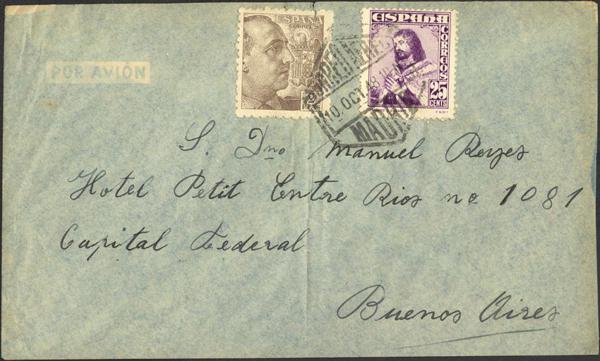 ESPAÑA
ESPAÑA
CORREOS
25
CENTS
POR AVIÓN
10 OCT
MADRID
S. Dno Manuel Reyes
Hotel Petit Entre Rios no 1081
Capital Federal
Buenos Aires